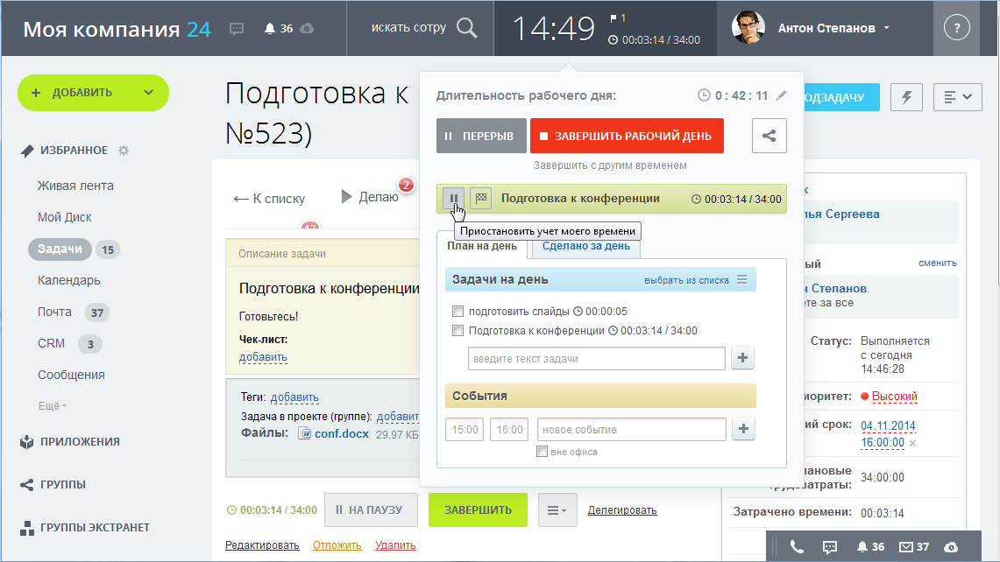 Моя компания 24
36
искать сотру
14:49
1
00:03:14 / 34:00
Антон Степанов
?
ДОБАВИТЬ
ИЗБРАННОЕ
Живая лента
Мой Диск
Задачи 15
Календарь
Почта 37
CRM 3
Сообщения
Ещё
ПРИЛОЖЕНИЯ
ГРУППЫ
ГРУППЫ ЭКСТРАНЕТ
Подготовка к
№523)
ОДЗАДАЧУ
К списку
Делаю 2
Описание задачи
Подготовка к конференции
Готовьтесь!
Чек-лист:
добавить
Теги: добавить
Задача в проекте (группе): добавит
Файлы: conf.docx 29.97 КБ
00:03:14 / 34:00
НА ПАУЗУ
ЗАВЕРШИТЬ
Делегировать
Редактировать Отложить Удалить
Длительность рабочего дня: 0 : 42 : 11
ПЕРЕРЫВ
ЗАВЕРШИТЬ РАБОЧИЙ ДЕНЬ
Завершить с другим временем
Подготовка к конференции 00:03:14 / 34:00
Приостановить учет моего времени
План на день Сделано за день
Задачи на день выбрать из списка
подготовить слайды 00:00:05
Подготовка к конференции 00:03:14 / 34:00
введите текст задачи
События
15:00 16:00 новое событие
вне офиса
к
лья Сергеева
ый сменить
н Степанов
ете за все
Статус: Выполняется
с сегодня
14:46:28
иоритет: Высокий
ий срок: 04.11.2014
16:00:00
лановые
трудозатраты: 34:00:00
Затрачено времени: 00:03:14
36 37